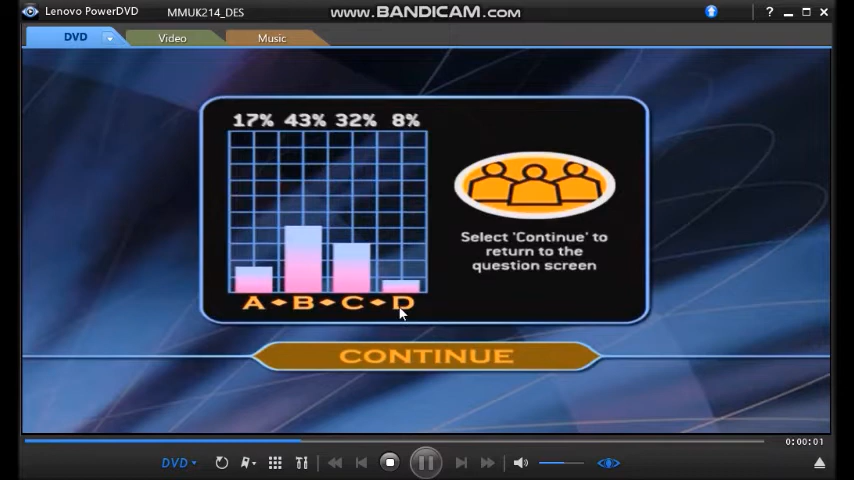 Lenovo PowerDVD
MMUK214_DES
www.BANDICAM.com
?
DVD
Video
Music
17% 43% 32% 8%
A B C D
Select 'Continue' to
return to the
question screen
CONTINUE
0:00:01
DVD